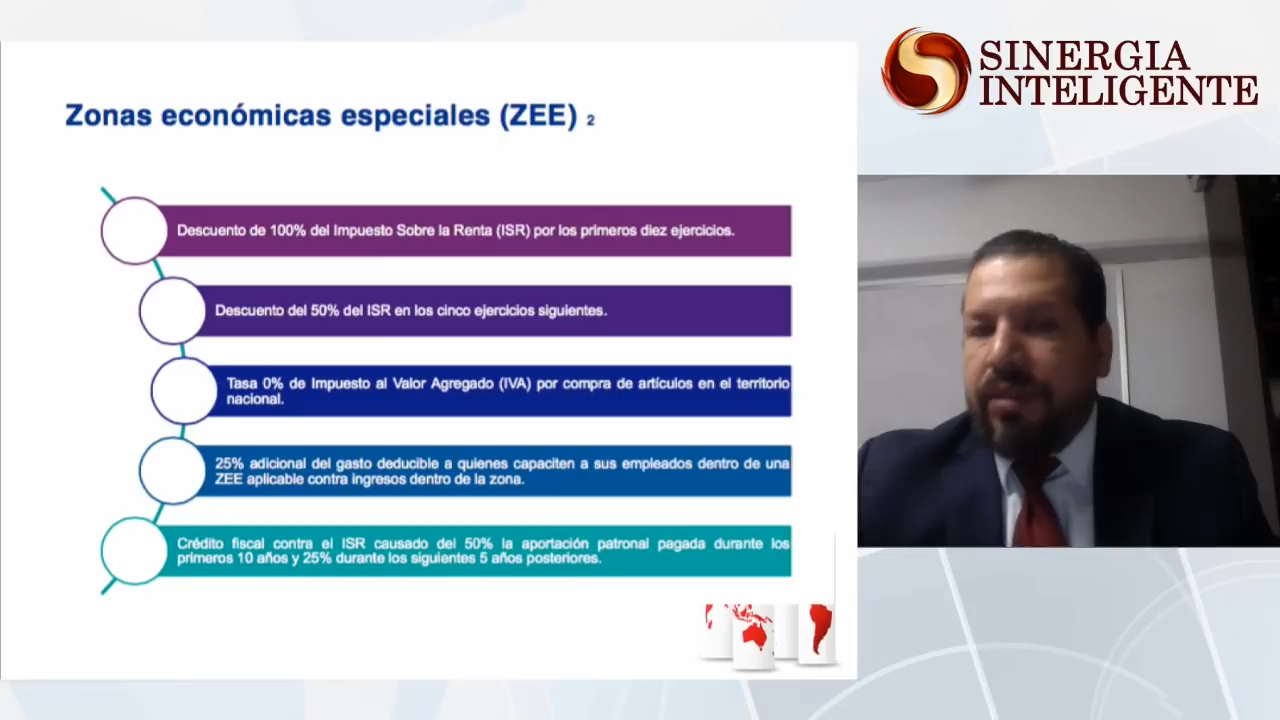 SINERGIA
INTELIGENTE
Zonas económicas especiales (ZEE) 2
Descuento de 100% del Impuesto Sobre la Renta (ISR) por los primeros diez ejercicios.
Descuento del 50% del ISR en los cinco ejercicios siguientes.
Tasa 0% de Impuesto al Valor Agregado (IVA) por compra de artículos en el territorio
nacional.
25% adicional del gasto deducible a quienes capaciten a sus empleados dentro de una
ZEE aplicable contra ingresos dentro de la zona.
Crédito fiscal contra el ISR causado del 50% la aportación patronal pagada durante los
primeros 10 años y 25% durante los siguientes 5 años posteriores.